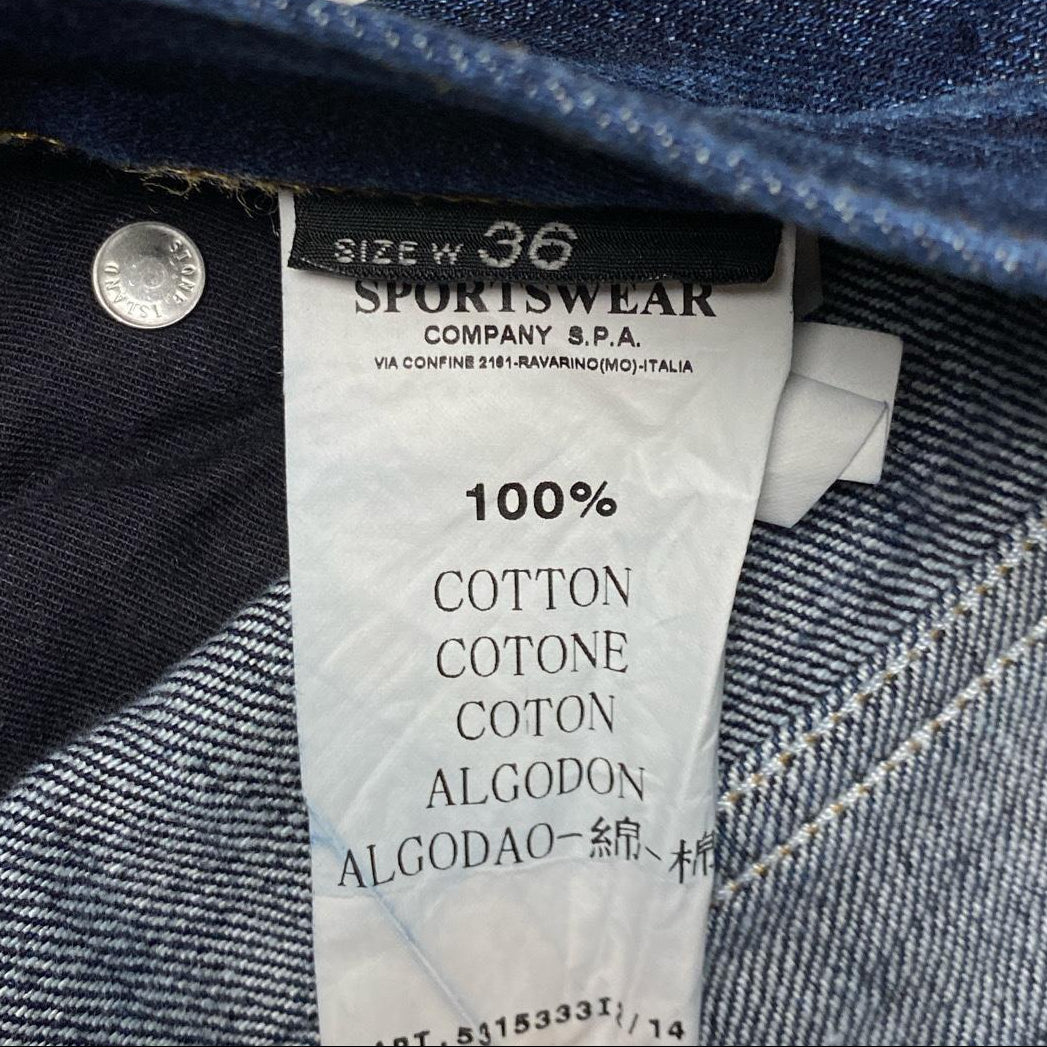 STONE ISLAND
SIZE W 36
SPORTSWEAR
COMPANY S.P.A.
VIA CONFINE 2161-RAVARINO(MO)-ITALIA
100%
COTTON
COTONE
COTON
ALGODON
ALGODAO-綿、棉